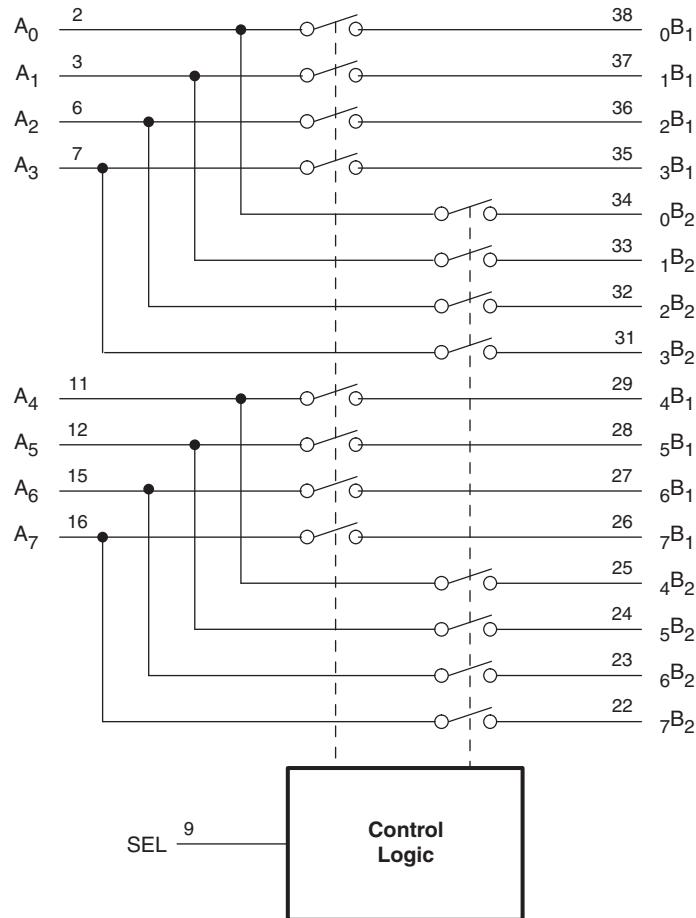 A0 2 38 0B1
A1 3 37 1B1
A2 6 36 2B1
A3 7 35 3B1
34 0B2
33 1B2
32 2B2
31 3B2
A4 11 29 4B1
A5 12 28 5B1
A6 15 27 6B1
A7 16 26 7B1
25 4B2
24 5B2
23 6B2
22 7B2
SEL 9
Control
Logic